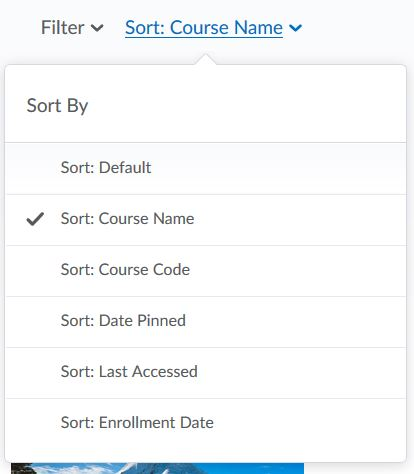 Filter Sort: Course Name
Sort By
Sort: Default
Sort: Course Name
Sort: Course Code
Sort: Date Pinned
Sort: Last Accessed
Sort: Enrollment Date